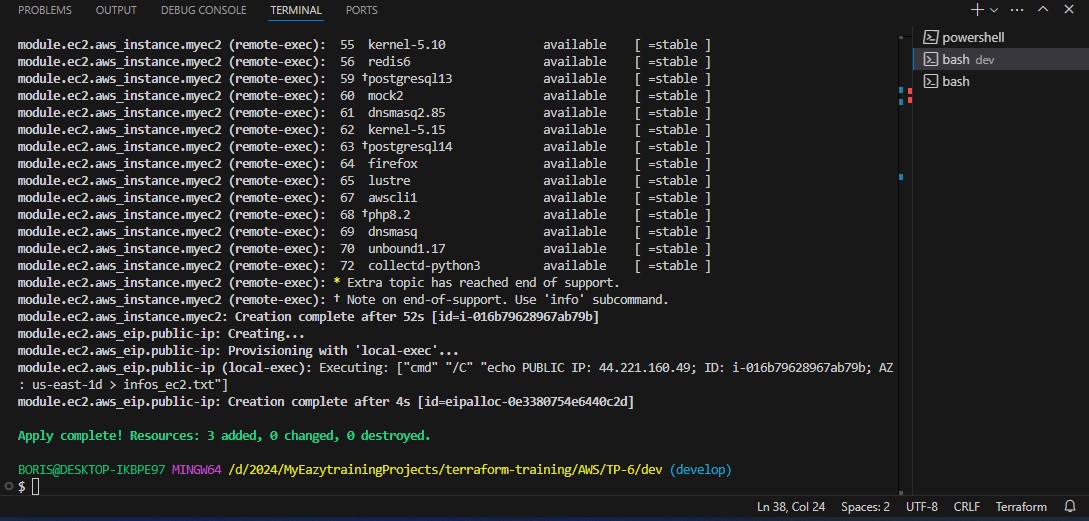 PROBLEMS OUTPUT DEBUG CONSOLE TERMINAL PORTS
module.ec2.aws_instance.myec2 (remote-exec): 55 kernel-5.10 available [ =stable ]
module.ec2.aws_instance.myec2 (remote-exec): 56 redis6 available [ =stable ]
module.ec2.aws_instance.myec2 (remote-exec): 59 †postgresql13 available [ =stable ]
module.ec2.aws_instance.myec2 (remote-exec): 60 mock2 available [ =stable ]
module.ec2.aws_instance.myec2 (remote-exec): 61 dnsmasq2.85 available [ =stable ]
module.ec2.aws_instance.myec2 (remote-exec): 62 kernel-5.15 available [ =stable ]
module.ec2.aws_instance.myec2 (remote-exec): 63 †postgresql14 available [ =stable ]
module.ec2.aws_instance.myec2 (remote-exec): 64 firefox available [ =stable ]
module.ec2.aws_instance.myec2 (remote-exec): 65 lustre available [ =stable ]
module.ec2.aws_instance.myec2 (remote-exec): 67 awscli1 available [ =stable ]
module.ec2.aws_instance.myec2 (remote-exec): 68 †php8.2 available [ =stable ]
module.ec2.aws_instance.myec2 (remote-exec): 69 dnsmasq available [ =stable ]
module.ec2.aws_instance.myec2 (remote-exec): 70 unbound1.17 available [ =stable ]
module.ec2.aws_instance.myec2 (remote-exec): 72 collectd-python3 available [ =stable ]
module.ec2.aws_instance.myec2 (remote-exec): * Extra topic has reached end of support.
module.ec2.aws_instance.myec2 (remote-exec): † Note on end-of-support. Use 'info' subcommand.
module.ec2.aws_instance.myec2: Creation complete after 52s [id=i-016b79628967ab79b]
module.ec2.aws_eip.public-ip: Creating...
module.ec2.aws_eip.public-ip: Provisioning with 'local-exec'...
module.ec2.aws_eip.public-ip (local-exec): Executing: ["cmd" "/C" "echo PUBLIC IP: 44.221.160.49; ID: i-016b79628967ab79b; AZ
: us-east-1d > infos_ec2.txt"]
module.ec2.aws_eip.public-ip: Creation complete after 4s [id=eipalloc-0e3380754e6440c2d]
Apply complete! Resources: 3 added, 0 changed, 0 destroyed.
BORIS@DESKTOP-IKBPE97 MINGW64 /d/2024/MyEazytrainingProjects/terraform-training/AWS/TP-6/dev (develop)
$
powershell
bash dev
bash
Ln 38, Col 24 Spaces: 2 UTF-8 CRLF Terraform